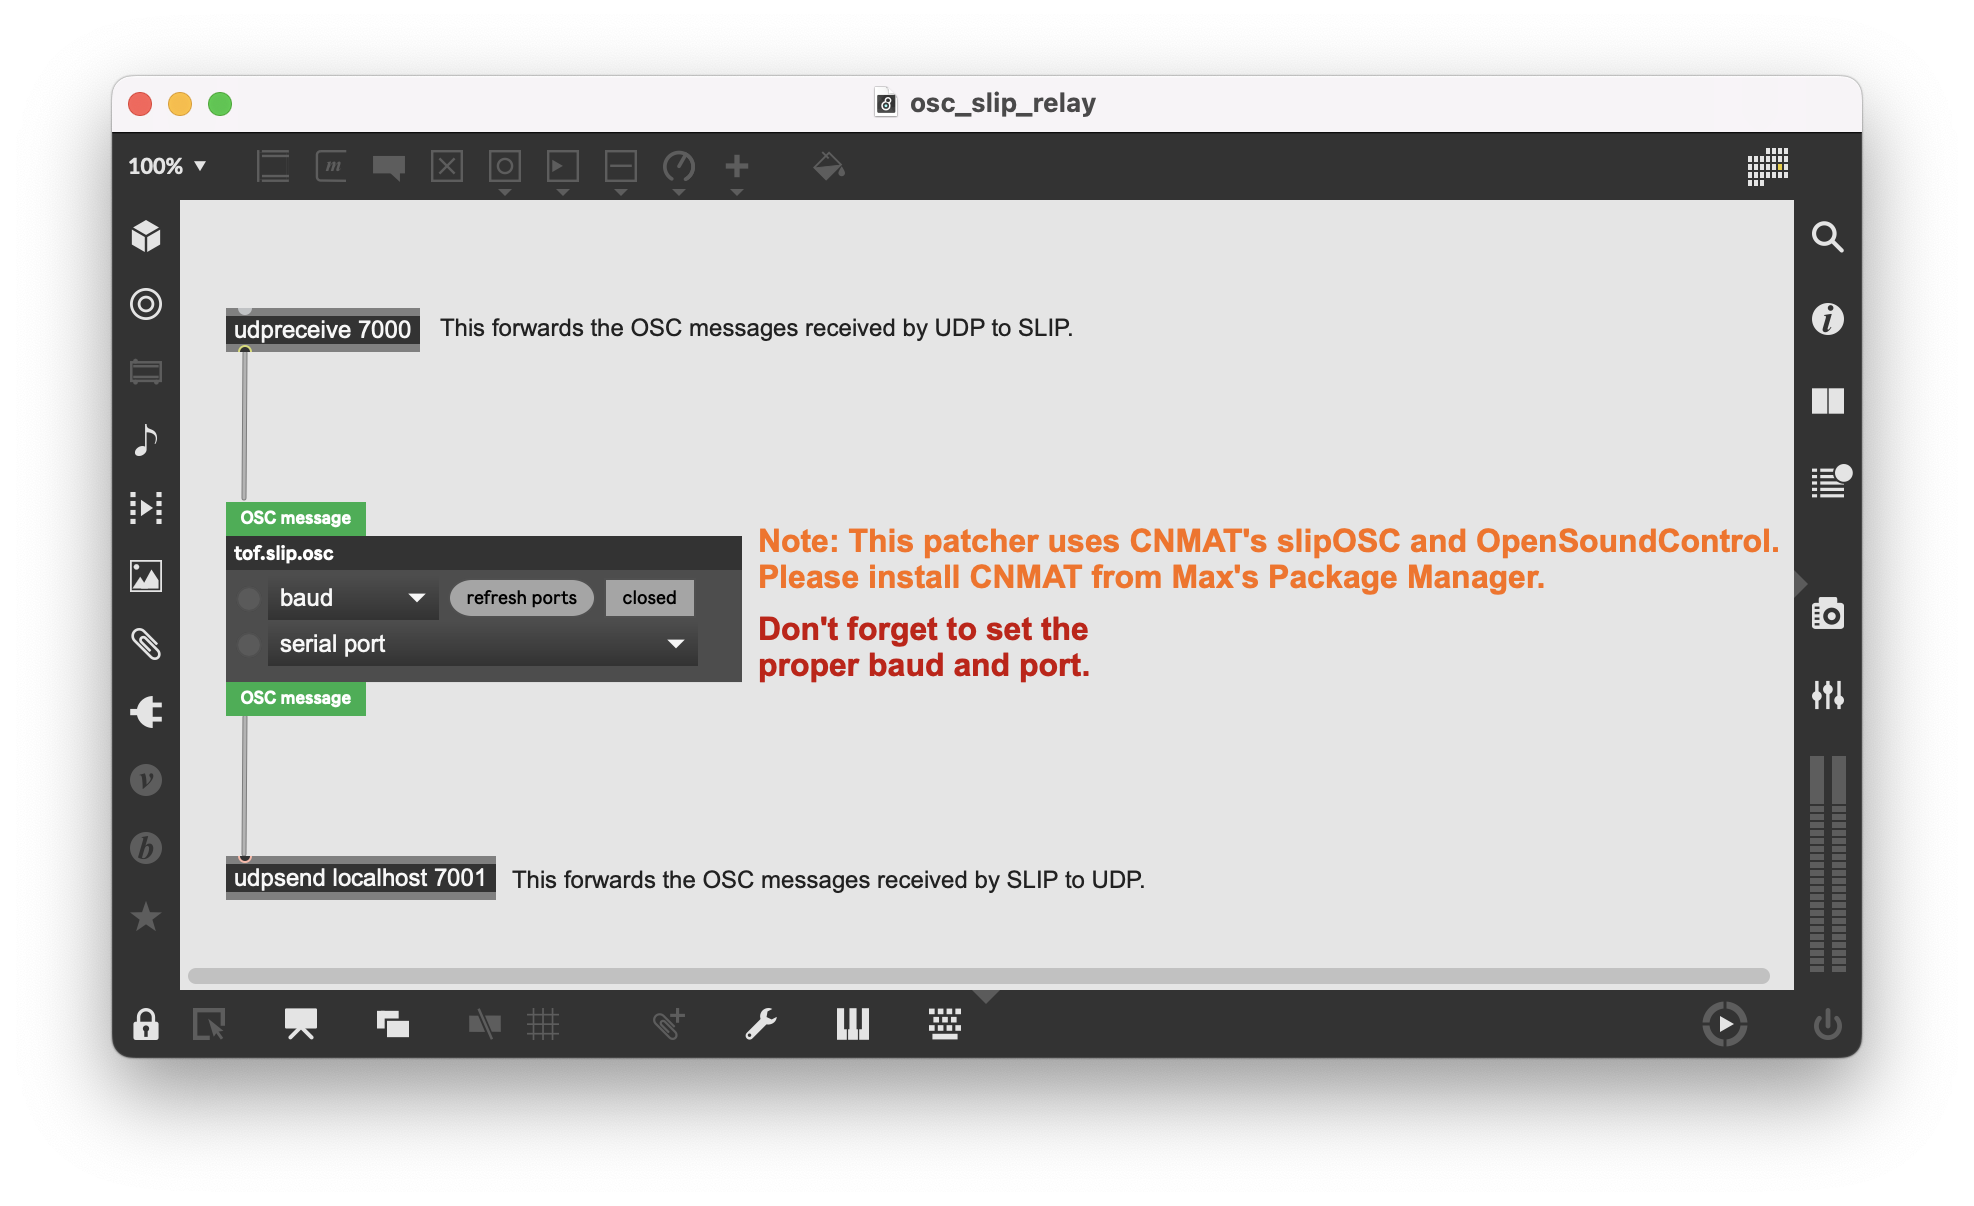 osc_slip_relay
100%
udpreceive 7000
This forwards the OSC messages received by UDP to SLIP.
OSC message
tof.slip.osc
baud
refresh ports
closed
serial port
OSC message
Note: This patcher uses CNMAT's slipOSC and OpenSoundControl.
Please install CNMAT from Max's Package Manager.
Don't forget to set the
proper baud and port.
udpsend localhost 7001
This forwards the OSC messages received by SLIP to UDP.